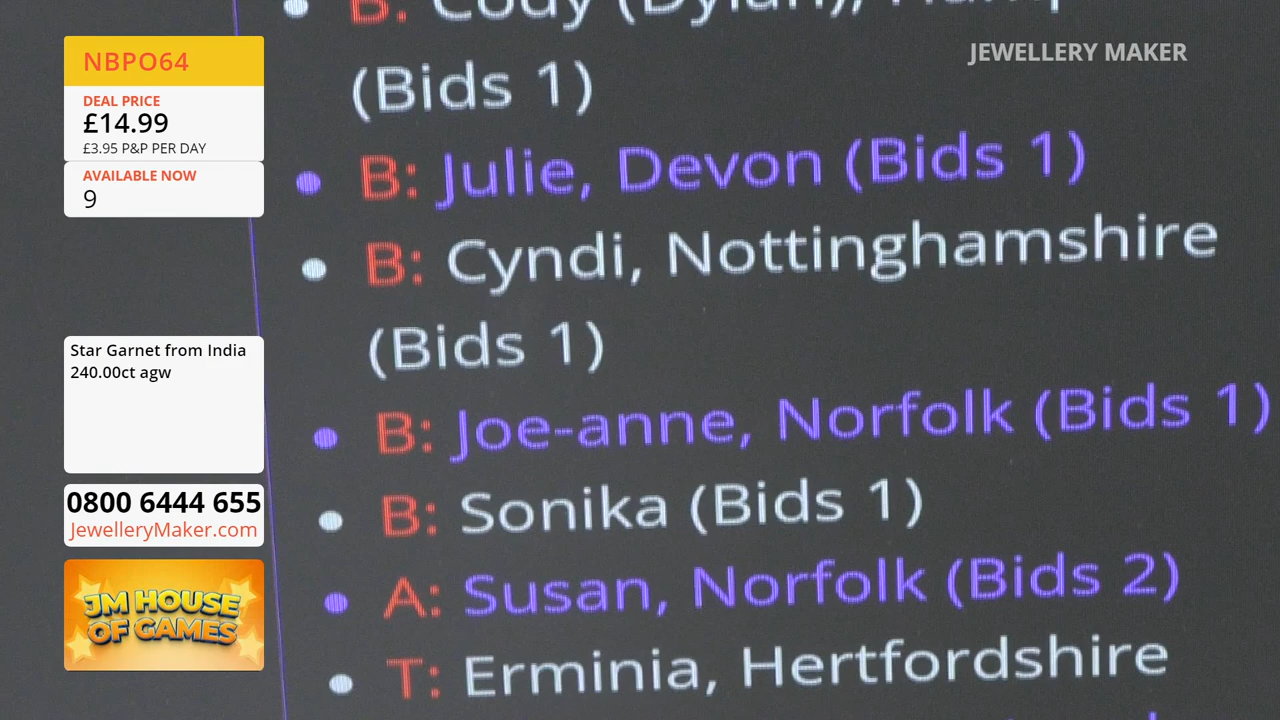 NBPO64
DEAL PRICE
£14.99
£3.95 P&P PER DAY
AVAILABLE NOW
9
Star Garnet from India
240.00ct agw
0800 6444 655
JewelleryMaker.com
JM HOUSE
OF GAMES
JEWELLERY MAKER
B: Cody (Dylan),
(Bids 1)
• B: Julie, Devon (Bids 1)
• B: Cyndi, Nottinghamshire
(Bids 1)
• B: Joe-anne, Norfolk (Bids 1)
• B: Sonika (Bids 1)
• A: Susan, Norfolk (Bids 2)
• T: Erminia, Hertfordshire